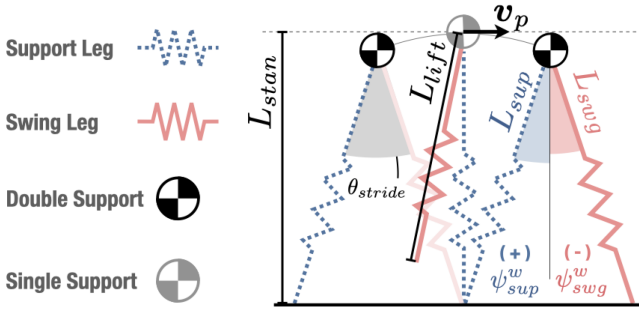 Support Leg
Swing Leg
Double Support
Single Support
L_stan
L_lift
v_p
L_sup
L_swg
θ_stride
(+)
ψ^w_sup
(-)
ψ^w_swg